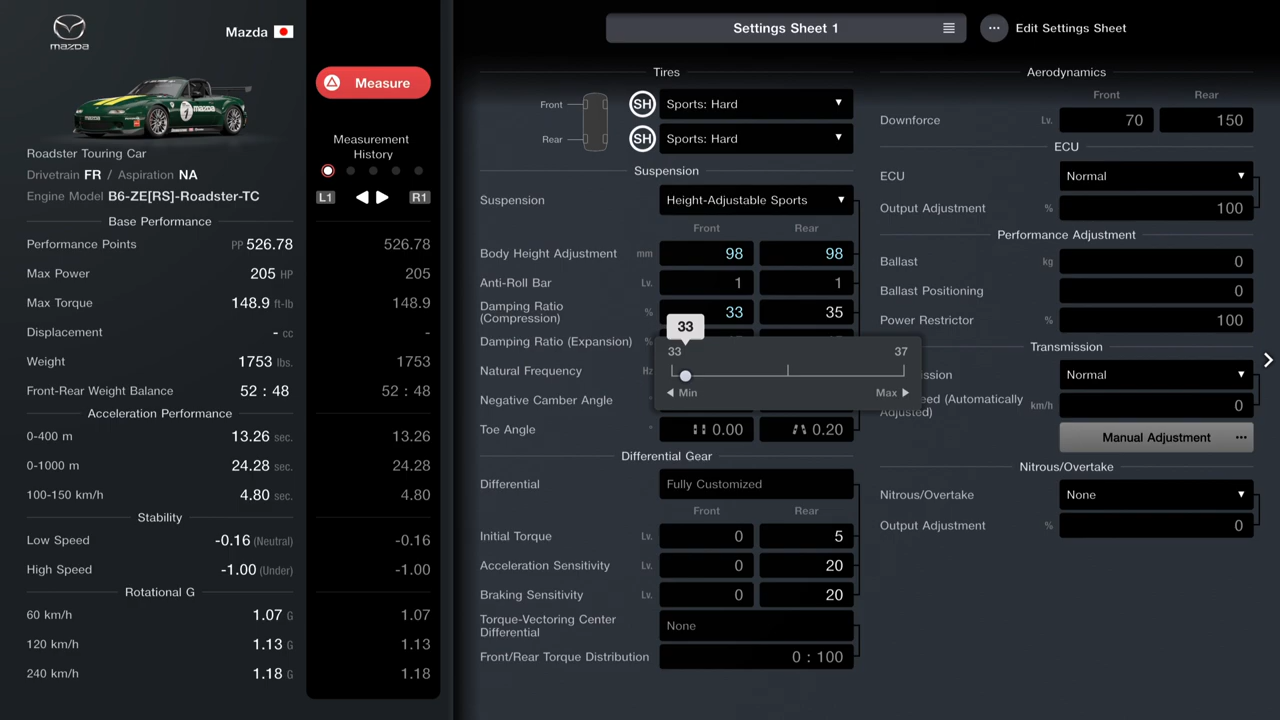 mazda
Mazda
Roadster Touring Car
Drivetrain FR / Aspiration NA
Engine Model B6-ZE[RS]-Roadster-TC
Base Performance
Performance Points PP 526.78
Max Power 205 HP
Max Torque 148.9 ft-lb
Displacement - cc
Weight 1753 lbs.
Front-Rear Weight Balance 52 : 48
Acceleration Performance
0-400 m 13.26 sec.
0-1000 m 24.28 sec.
100-150 km/h 4.80 sec.
Stability
Low Speed -0.16 (Neutral)
High Speed -1.00 (Under)
Rotational G
60 km/h 1.07 G
120 km/h 1.13 G
240 km/h 1.18 G
Measure
Measurement
History
L1 R1
526.78
205
148.9
-
1753
52 : 48
13.26
24.28
4.80
-0.16
-1.00
1.07
1.13
1.18
Settings Sheet 1
Edit Settings Sheet
Tires
Front SH Sports: Hard
Rear SH Sports: Hard
Suspension
Suspension Height-Adjustable Sports
Front Rear
Body Height Adjustment mm 98 98
Anti-Roll Bar Lv. 1 1
Damping Ratio
(Compression) % 33 35
33
Damping Ratio (Expansion) %
33 37
Min Max
Natural Frequency Hz
Negative Camber Angle °
Toe Angle ° 0.00 0.20
Differential Gear
Differential Fully Customized
Front Rear
Initial Torque Lv. 0 5
Acceleration Sensitivity Lv. 0 20
Braking Sensitivity Lv. 0 20
Torque-Vectoring Center
Differential None
Front/Rear Torque Distribution 0 : 100
Aerodynamics
Front Rear
Downforce Lv. 70 150
ECU
ECU Normal
Output Adjustment % 100
Performance Adjustment
Ballast kg 0
Ballast Positioning 0
Power Restrictor % 100
Transmission
ission Normal
eed (Automatically
Adjusted) km/h 0
Manual Adjustment
Nitrous/Overtake
Nitrous/Overtake None
Output Adjustment % 0